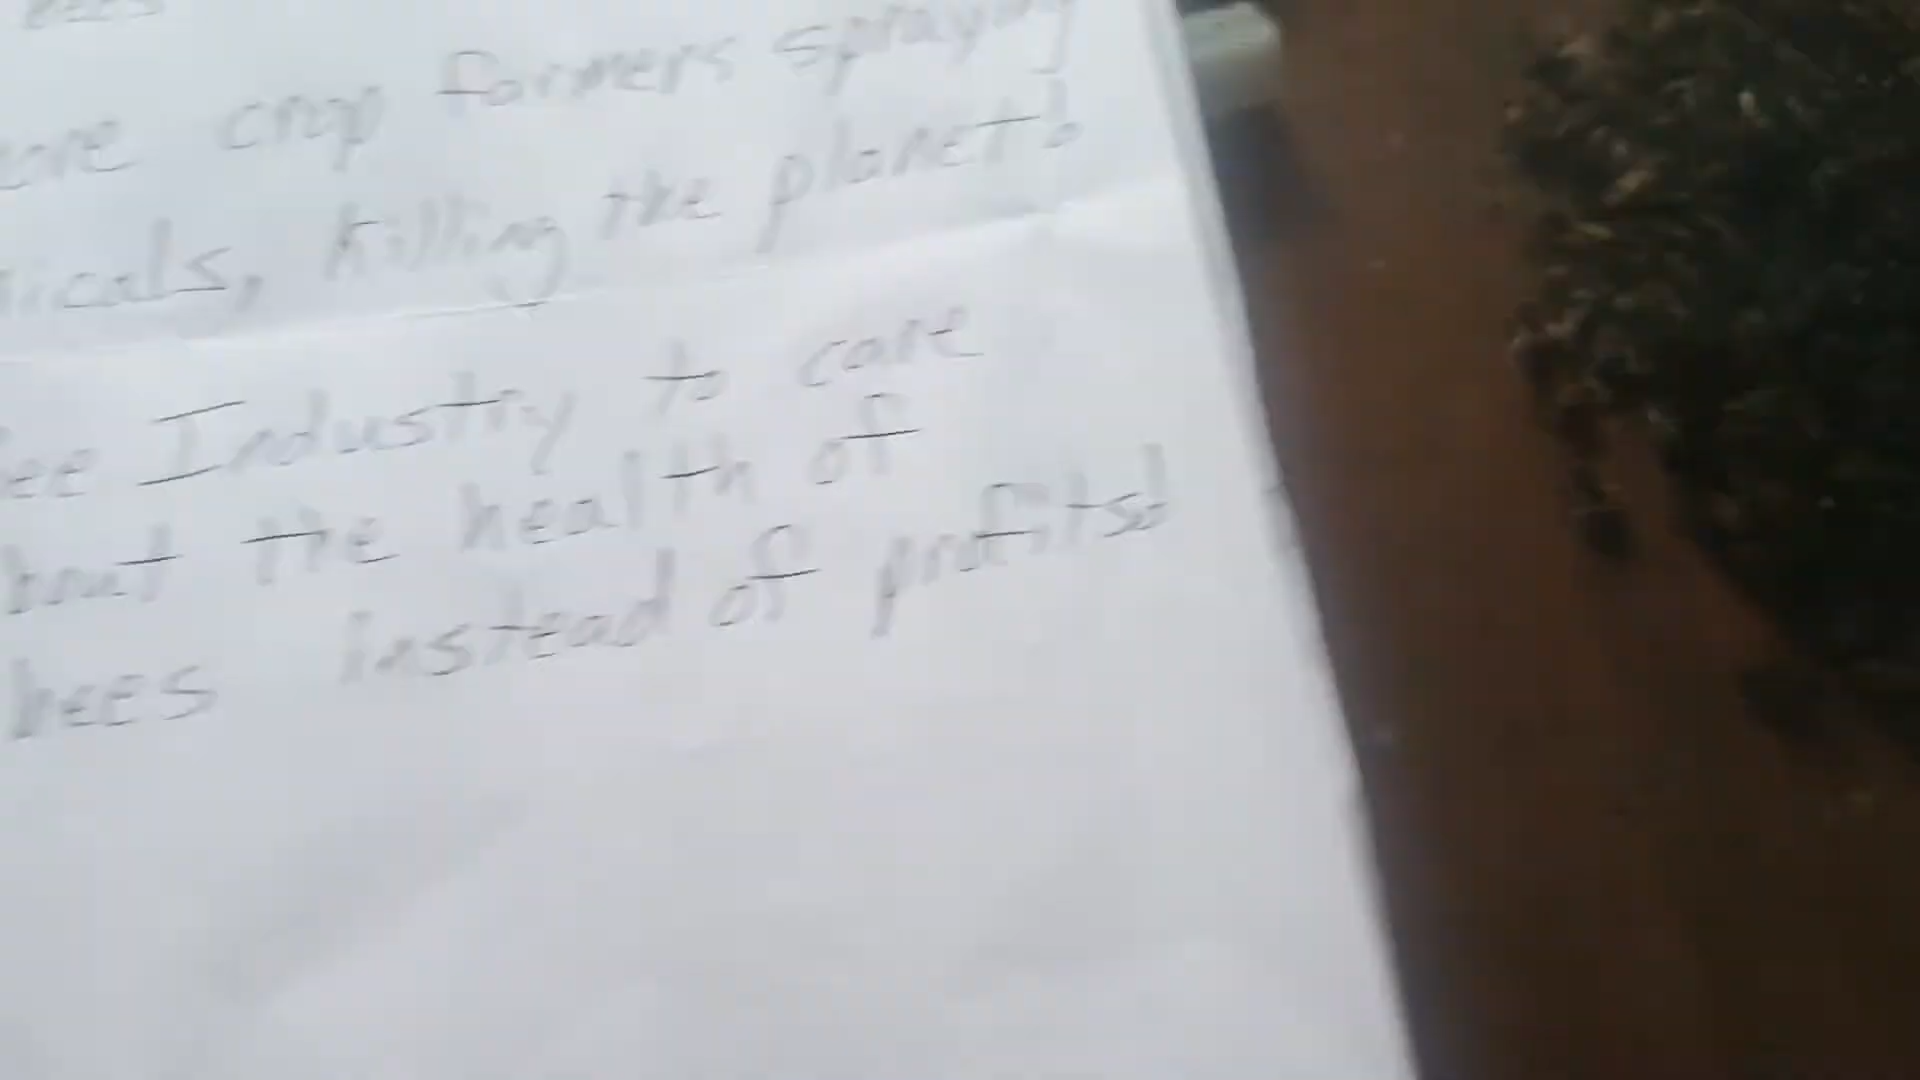 bees
crop farmers spraying
killing the planet!
Industry to care
the health of
bees instead of profits!